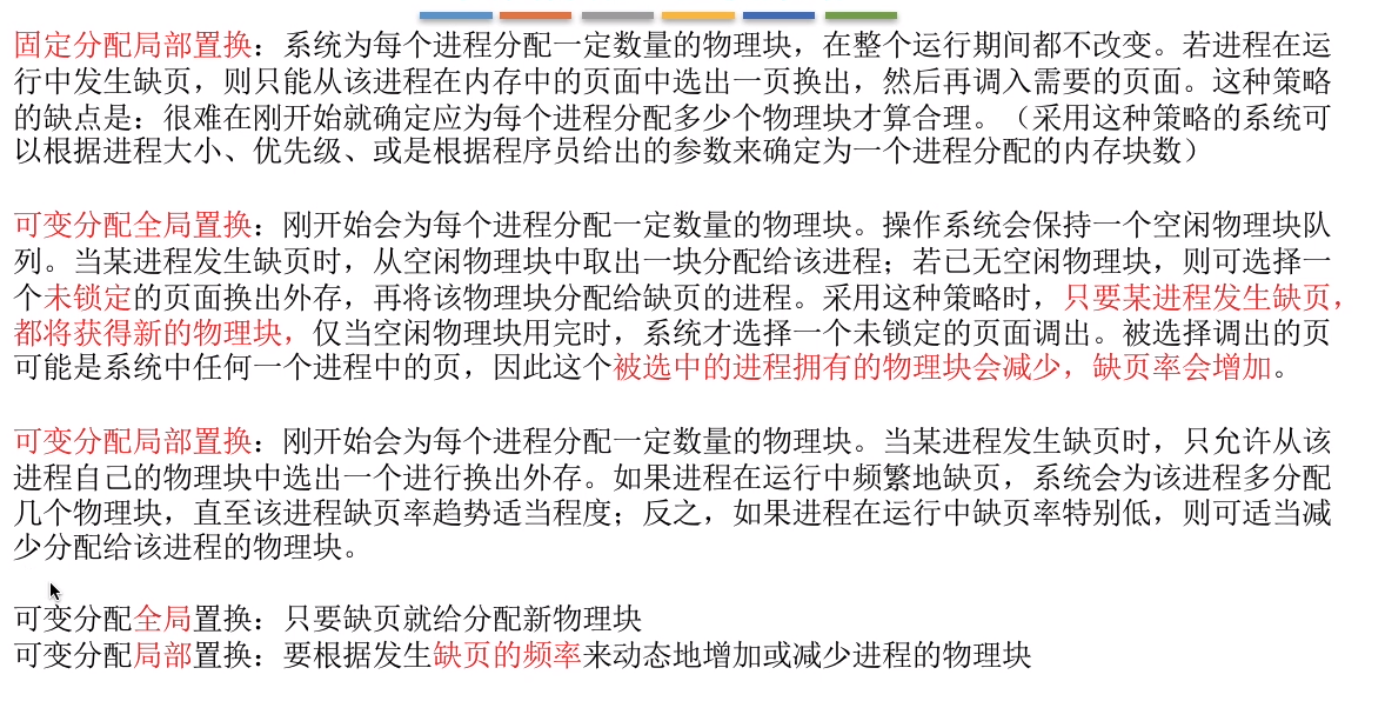 固定分配局部置换：系统为每个进程分配一定数量的物理块，在整个运行期间都不改变。若进程在运
行中发生缺页，则只能从该进程在内存中的页面中选出一页换出，然后再调入需要的页面。这种策略
的缺点是：很难在刚开始就确定应为每个进程分配多少个物理块才算合理。（采用这种策略的系统可
以根据进程大小、优先级、或是根据程序员给出的参数来确定为一个进程分配的内存块数）
可变分配全局置换：刚开始会为每个进程分配一定数量的物理块。操作系统会保持一个空闲物理块队
列。当某进程发生缺页时，从空闲物理块中取出一块分配给该进程；若已无空闲物理块，则可选择一
个未锁定的页面换出外存，再将该物理块分配给缺页的进程。采用这种策略时，只要某进程发生缺页，
都将获得新的物理块，仅当空闲物理块用完时，系统才选择一个未锁定的页面调出。被选择调出的页
可能是系统中任何一个进程中的页，因此这个被选中的进程拥有的物理块会减少，缺页率会增加。
可变分配局部置换：刚开始会为每个进程分配一定数量的物理块。当某进程发生缺页时，只允许从该
进程自己的物理块中选出一个进行换出外存。如果进程在运行中频繁地缺页，系统会为该进程多分配
几个物理块，直至该进程缺页率趋势适当程度；反之，如果进程在运行中缺页率特别低，则可适当减
少分配给该进程的物理块。
可变分配全局置换：只要缺页就给分配新物理块
可变分配局部置换：要根据发生缺页的频率来动态地增加或减少进程的物理块